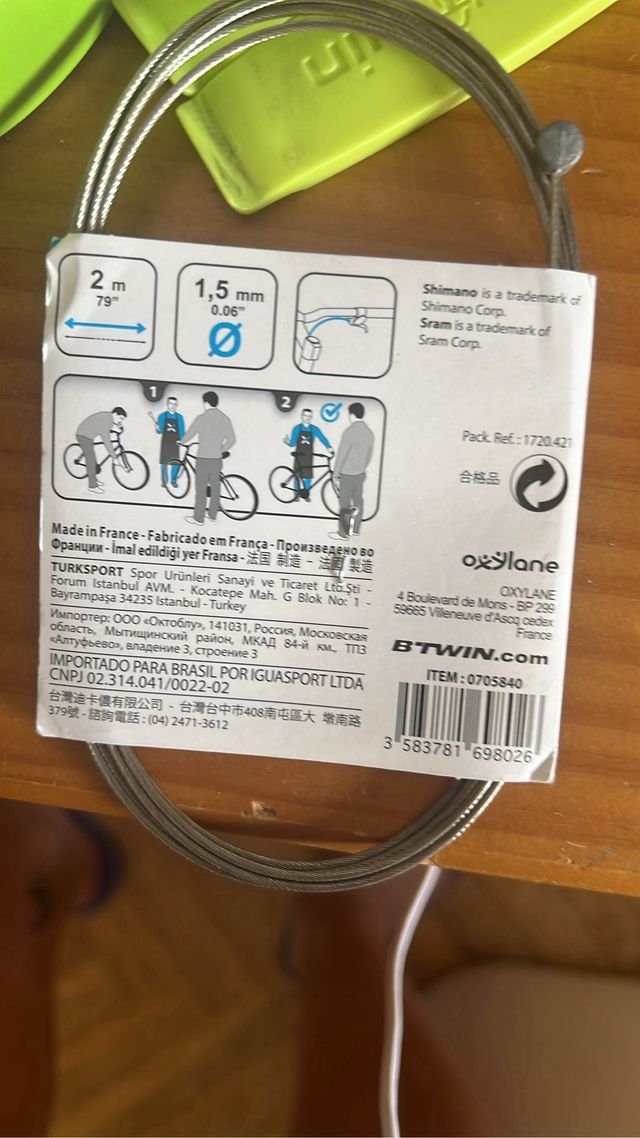 twin
2 m
79"
1,5 mm
0.06"
Ø
Shimano is a trademark of
Shimano Corp.
Sram is a trademark of
Sram Corp.
1
2
Pack. Ref.: 1720.421
合格品
Made in France - Fabricado em França - Произведено во
Франции - İmal edildiği yer Fransa - 法国 制造 - 法國 製造
TURKSPORT Spor Urünleri Sanayi ve Ticaret Ltd.Şti -
Forum Istanbul AVM. - Kocatepe Mah. G Blok No: 1 -
Bayrampaşa 34235 Istanbul - Turkey
Импортер: ООО «Октоблу», 141031, Россия, Московская
область, Мытищинский район, МКАД 84-й км., ТПЗ
«Алтуфьево», владение 3, строение 3
IMPORTADO PARA BRASIL POR IGUASPORT LTDA
CNPJ 02.314.041/0022-02
台灣迪卡儂有限公司 - 台灣台中市408南屯區大 墩南路
379號 - 諮詢電話 : (04) 2471-3612
oxylane
OXYLANE
4 Boulevard de Mons - BP 299
59665 Villeneuve d'Ascq cedex
France
B'TWIN.com
ITEM : 0705840
3 583781 698026